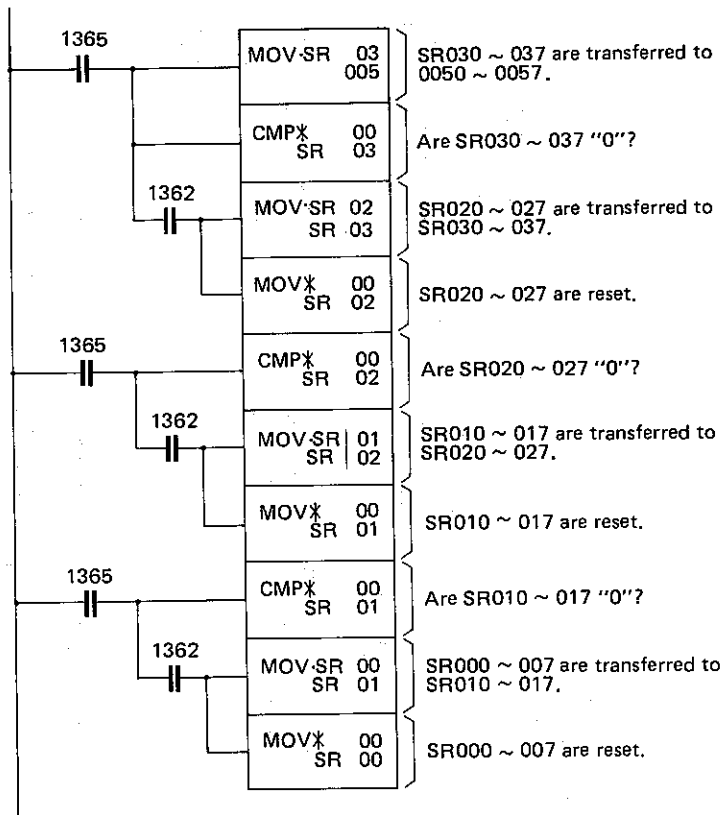 1365
MOV·SR 03
005
SR030 ~ 037 are transferred to
0050 ~ 0057.
CMP* 00
SR 03
Are SR030 ~ 037 "0"?
1362
MOV·SR 02
SR 03
SR020 ~ 027 are transferred to
SR030 ~ 037.
MOV* 00
SR 02
SR020 ~ 027 are reset.
1365
CMP* 00
SR 02
Are SR020 ~ 027 "0"?
1362
MOV·SR 01
SR 02
SR010 ~ 017 are transferred to
SR020 ~ 027.
MOV* 00
SR 01
SR010 ~ 017 are reset.
1365
CMP* 00
SR 01
Are SR010 ~ 017 "0"?
1362
MOV·SR 00
SR 01
SR000 ~ 007 are transferred to
SR010 ~ 017.
MOV* 00
SR 00
SR000 ~ 007 are reset.